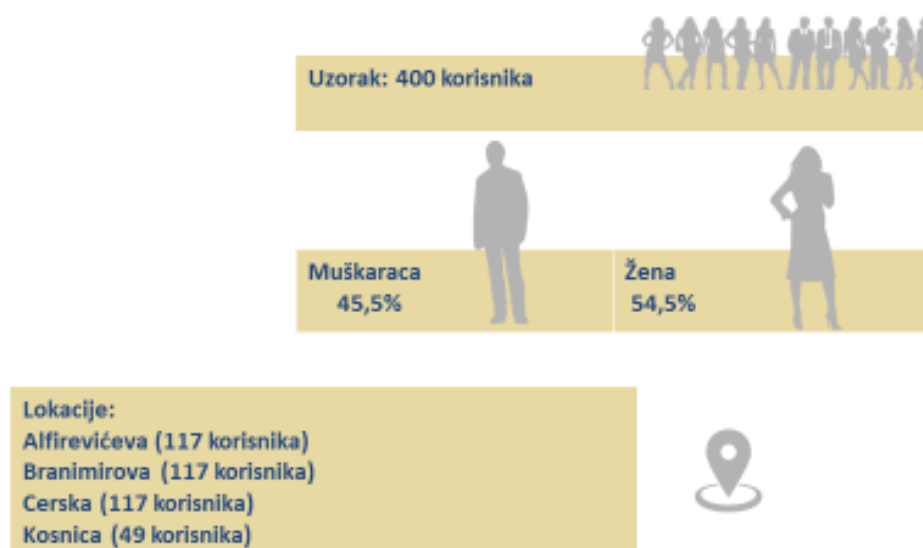 Uzorak: 400 korisnika
Muškaraca
45,5%
Žena
54,5%
Lokacije:
Alfirevićeva (117 korisnika)
Branimirova (117 korisnika)
Cerska (117 korisnika)
Kosnica (49 korisnika)